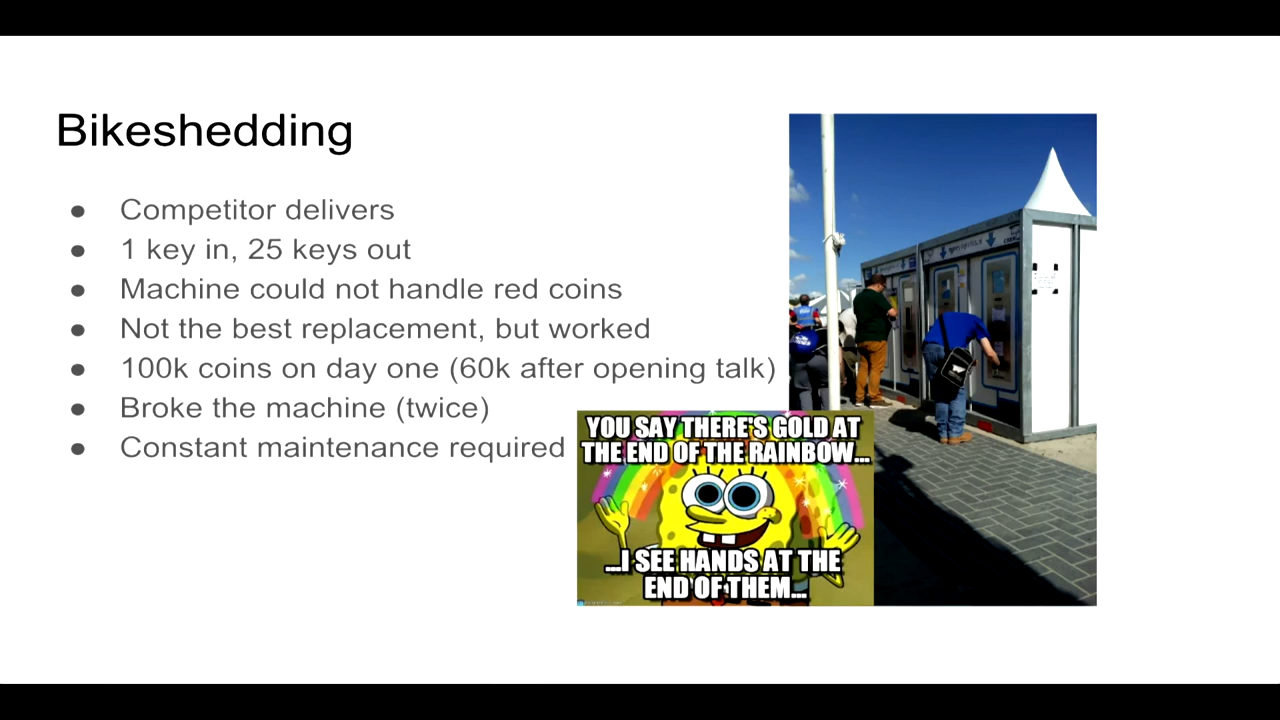 Bikeshedding
● Competitor delivers
● 1 key in, 25 keys out
● Machine could not handle red coins
● Not the best replacement, but worked
● 100k coins on day one (60k after opening talk)
● Broke the machine (twice)
● Constant maintenance required
YOU SAY THERE'S GOLD AT
THE END OF THE RAINBOW...
...I SEE HANDS AT THE
END OF THEM...